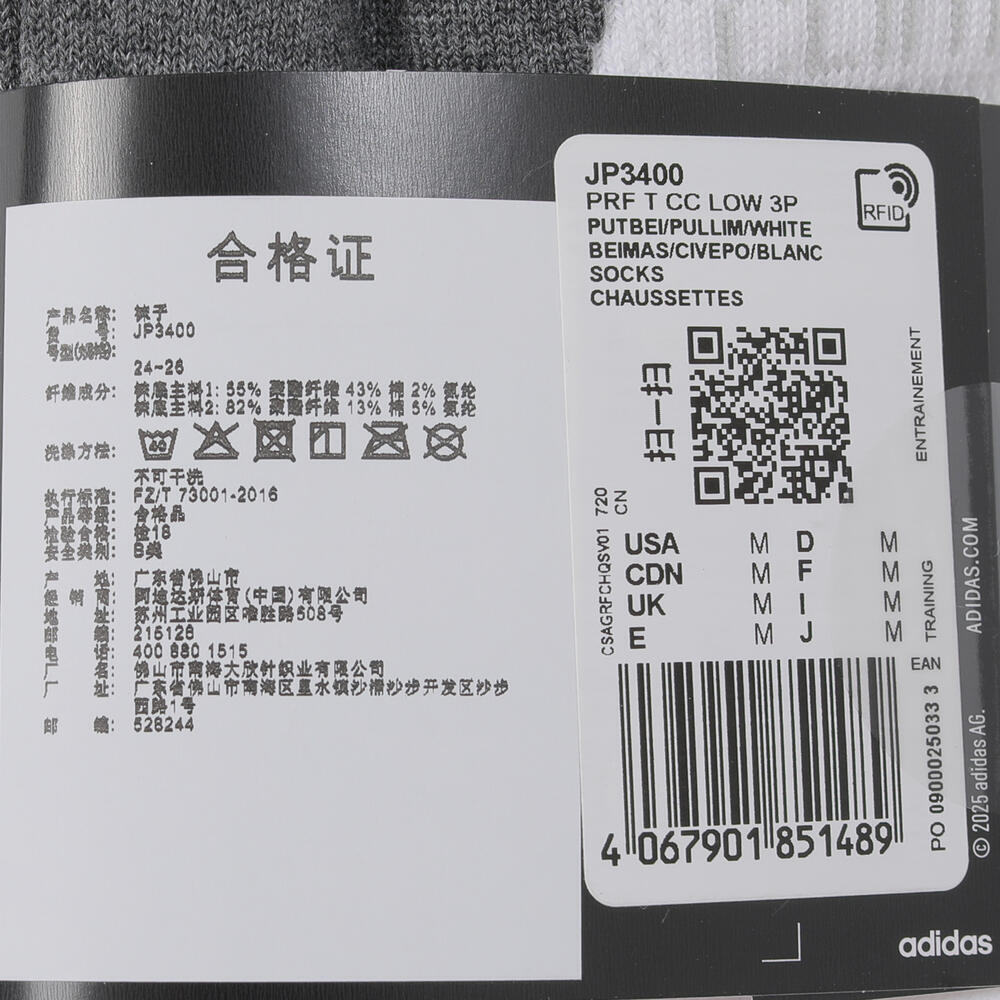 合格证
产品名称: 袜子
货 号: JP3400
号型(规格):
24-26
纤维成分: 袜底主料1: 55% 聚酯纤维 43% 棉 2% 氨纶
袜底主料2: 82% 聚酯纤维 13% 棉 5% 氨纶
洗涤方法:
40
不可干洗
执行标准: FZ/T 73001-2016
产品等级: 合格品
检验合格: 检18
安全类别: B类
产 地: 广东省佛山市
经 销 商: 阿迪达斯体育(中国)有限公司
地 址: 苏州工业园区唯胜路508号
邮 编: 215126
电 话: 400 880 1515
厂 名: 佛山市南海大欣针织业有限公司
厂 址: 广东省佛山市南海区里水镇沙涌沙步开发区沙步
西路1号
邮 编: 528244
JP3400
PRF T CC LOW 3P
PUTBEI/PULLIM/WHITE
BEIMAS/CIVEPO/BLANC
SOCKS
CHAUSSETTES
RFID
扫一扫
ENTRAINEMENT
CSAGRFCHQSV01 720
CN
USA M D M
CDN M F M
UK M I M
E M J M
TRAINING
EAN
4 067901 851489
PO 0900025033 3
ADIDAS.COM
© 2025 adidas AG.
adidas